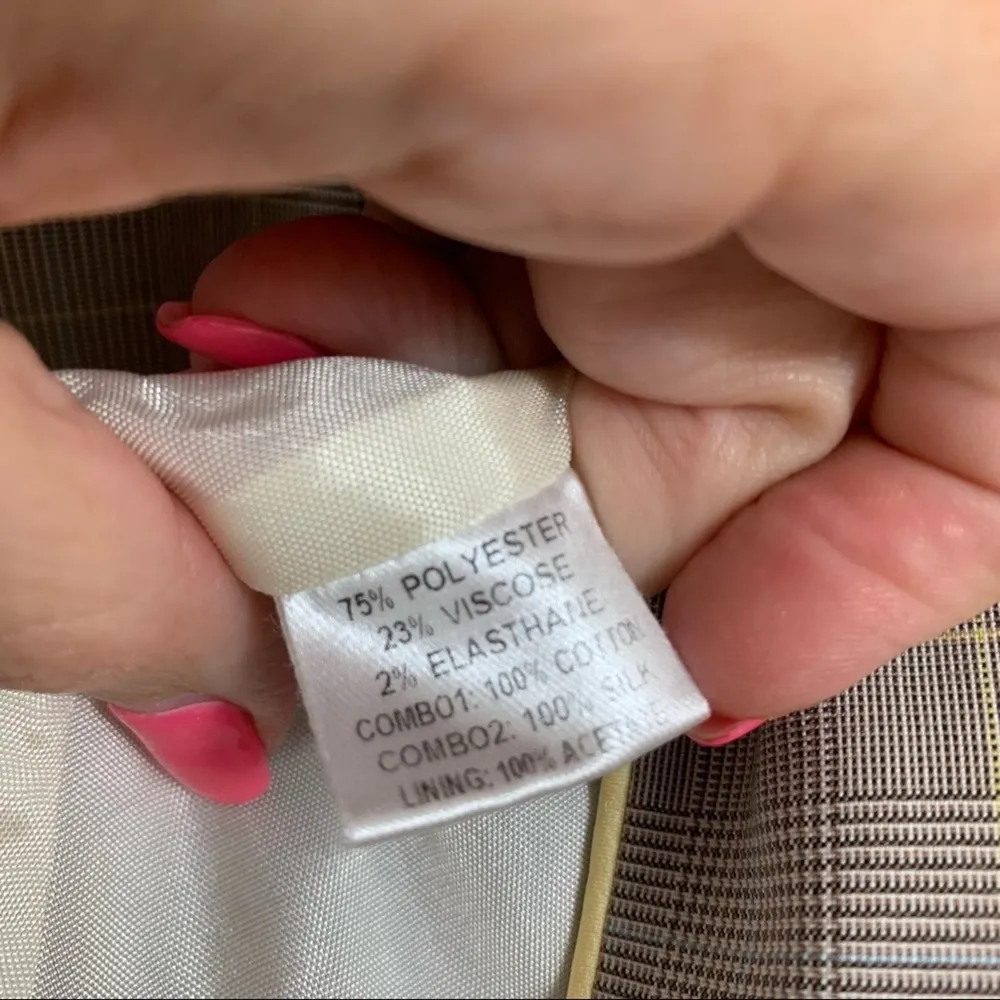 75% POLYESTER
23% VISCOSE
2% ELASTHANE
COMBO1: 100% COTTON
COMBO2: 100% SILK
LINING: 100% ACETATE